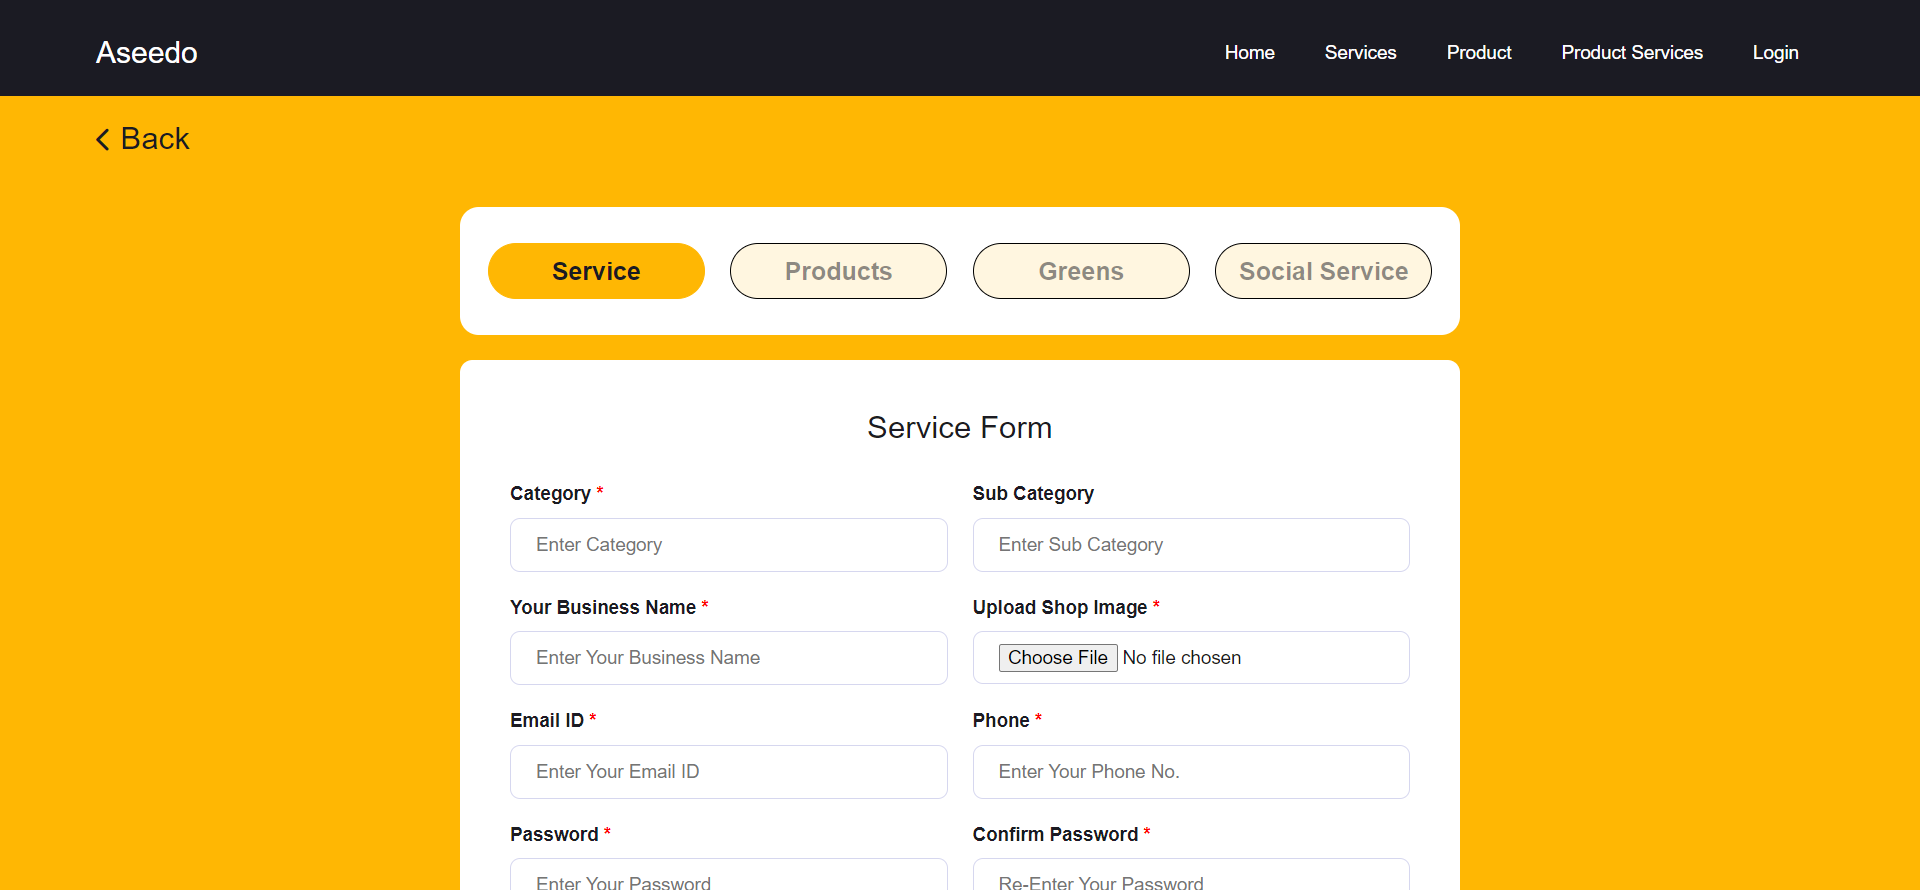 Aseedo
Home Services Product Product Services Login
Back
Service Products Greens Social Service
Service Form
Category * Sub Category
Enter Category Enter Sub Category
Your Business Name * Upload Shop Image *
Enter Your Business Name Choose File No file chosen
Email ID * Phone *
Enter Your Email ID Enter Your Phone No.
Password * Confirm Password *
Enter Your Password Re-Enter Your Password